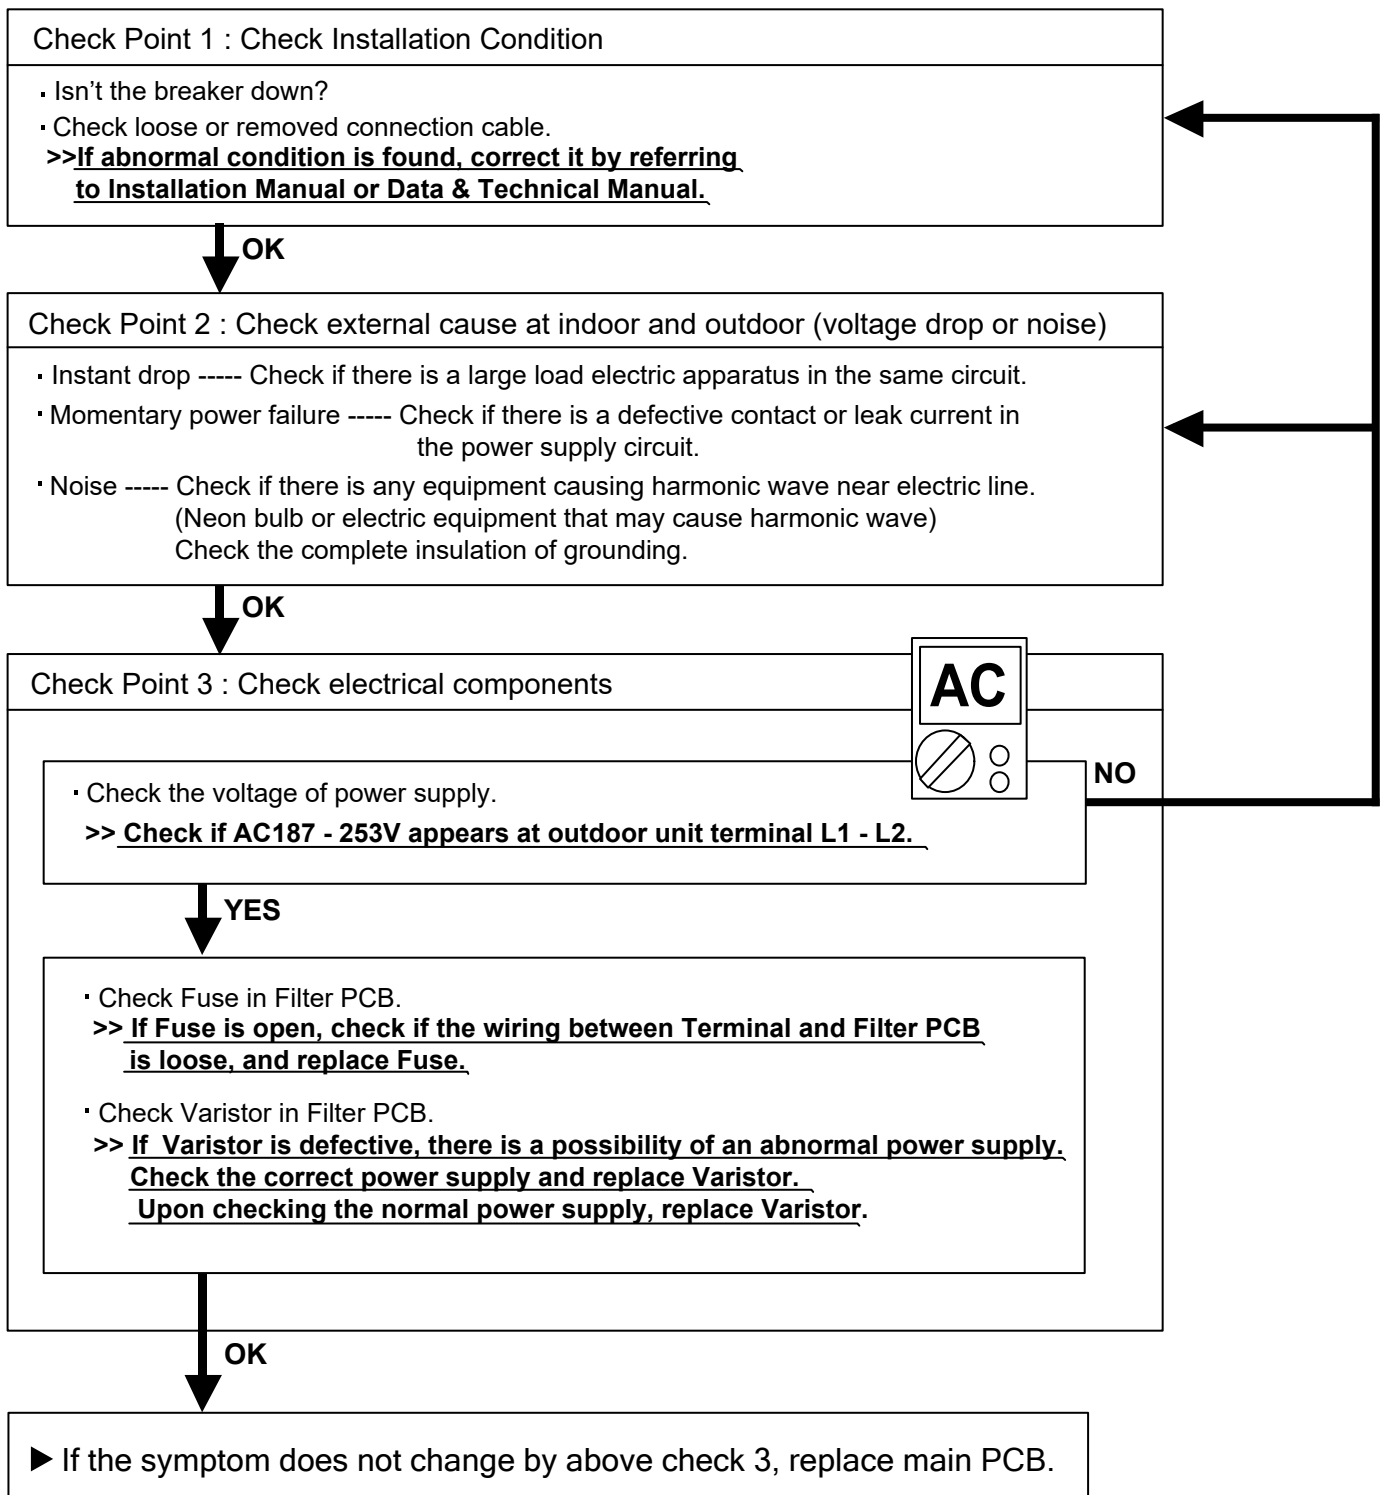 Check Point 1 : Check Installation Condition
· Isn't the breaker down?
· Check loose or removed connection cable.
>>If abnormal condition is found, correct it by referring
to Installation Manual or Data & Technical Manual.
OK
Check Point 2 : Check external cause at indoor and outdoor (voltage drop or noise)
· Instant drop ----- Check if there is a large load electric apparatus in the same circuit.
· Momentary power failure ----- Check if there is a defective contact or leak current in
the power supply circuit.
· Noise ----- Check if there is any equipment causing harmonic wave near electric line.
(Neon bulb or electric equipment that may cause harmonic wave)
Check the complete insulation of grounding.
OK
Check Point 3 : Check electrical components
AC
· Check the voltage of power supply.
>> Check if AC187 - 253V appears at outdoor unit terminal L1 - L2.
NO
YES
· Check Fuse in Filter PCB.
>> If Fuse is open, check if the wiring between Terminal and Filter PCB
is loose, and replace Fuse.
· Check Varistor in Filter PCB.
>> If Varistor is defective, there is a possibility of an abnormal power supply.
Check the correct power supply and replace Varistor.
Upon checking the normal power supply, replace Varistor.
OK
▶ If the symptom does not change by above check 3, replace main PCB.